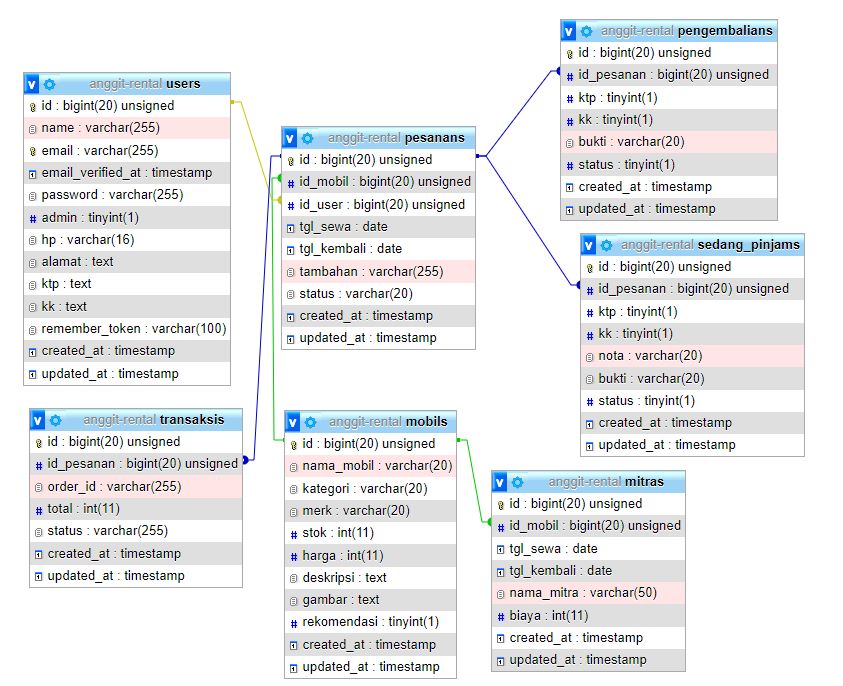 anggit-rental users
id : bigint(20) unsigned
name : varchar(255)
email : varchar(255)
email_verified_at : timestamp
password : varchar(255)
admin : tinyint(1)
hp : varchar(16)
alamat : text
ktp : text
kk : text
remember_token : varchar(100)
created_at : timestamp
updated_at : timestamp
anggit-rental pesanans
id : bigint(20) unsigned
id_mobil : bigint(20) unsigned
id_user : bigint(20) unsigned
tgl_sewa : date
tgl_kembali : date
tambahan : varchar(255)
status : varchar(20)
created_at : timestamp
updated_at : timestamp
anggit-rental pengembalians
id : bigint(20) unsigned
id_pesanan : bigint(20) unsigned
ktp : tinyint(1)
kk : tinyint(1)
bukti : varchar(20)
status : tinyint(1)
created_at : timestamp
updated_at : timestamp
anggit-rental sedang_pinjams
id : bigint(20) unsigned
id_pesanan : bigint(20) unsigned
ktp : tinyint(1)
kk : tinyint(1)
nota : varchar(20)
bukti : varchar(20)
status : tinyint(1)
created_at : timestamp
updated_at : timestamp
anggit-rental transaksis
id : bigint(20) unsigned
id_pesanan : bigint(20) unsigned
order_id : varchar(255)
total : int(11)
status : varchar(255)
created_at : timestamp
updated_at : timestamp
anggit-rental mobils
id : bigint(20) unsigned
nama_mobil : varchar(20)
kategori : varchar(20)
merk : varchar(20)
stok : int(11)
harga : int(11)
deskripsi : text
gambar : text
rekomendasi : tinyint(1)
created_at : timestamp
updated_at : timestamp
anggit-rental mitras
id : bigint(20) unsigned
id_mobil : bigint(20) unsigned
tgl_sewa : date
tgl_kembali : date
nama_mitra : varchar(50)
biaya : int(11)
created_at : timestamp
updated_at : timestamp